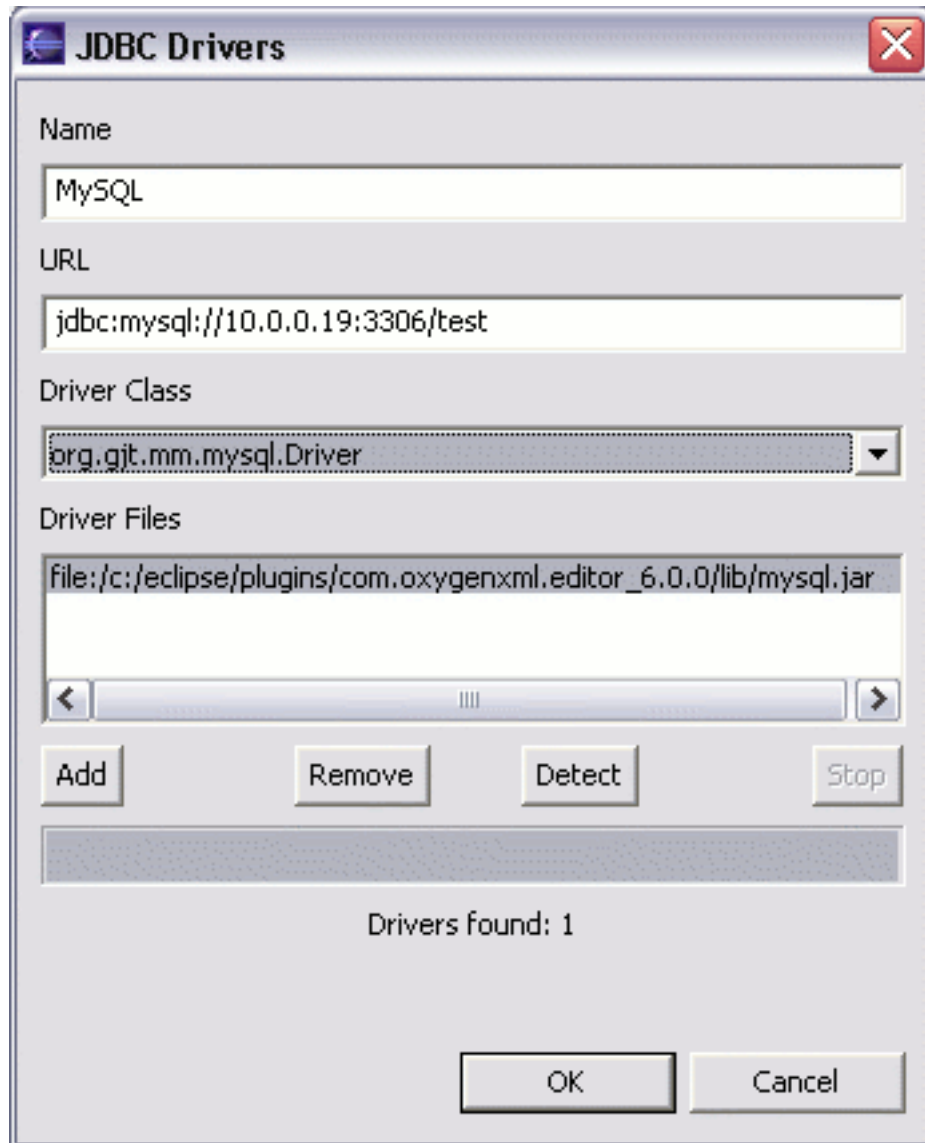 JDBC Drivers
Name
MySQL
URL
jdbc:mysql://10.0.0.19:3306/test
Driver Class
org.gjt.mm.mysql.Driver
Driver Files
file:/c:/eclipse/plugins/com.oxygenxml.editor_6.0.0/lib/mysql.jar
Add Remove Detect Stop
Drivers found: 1
OK Cancel